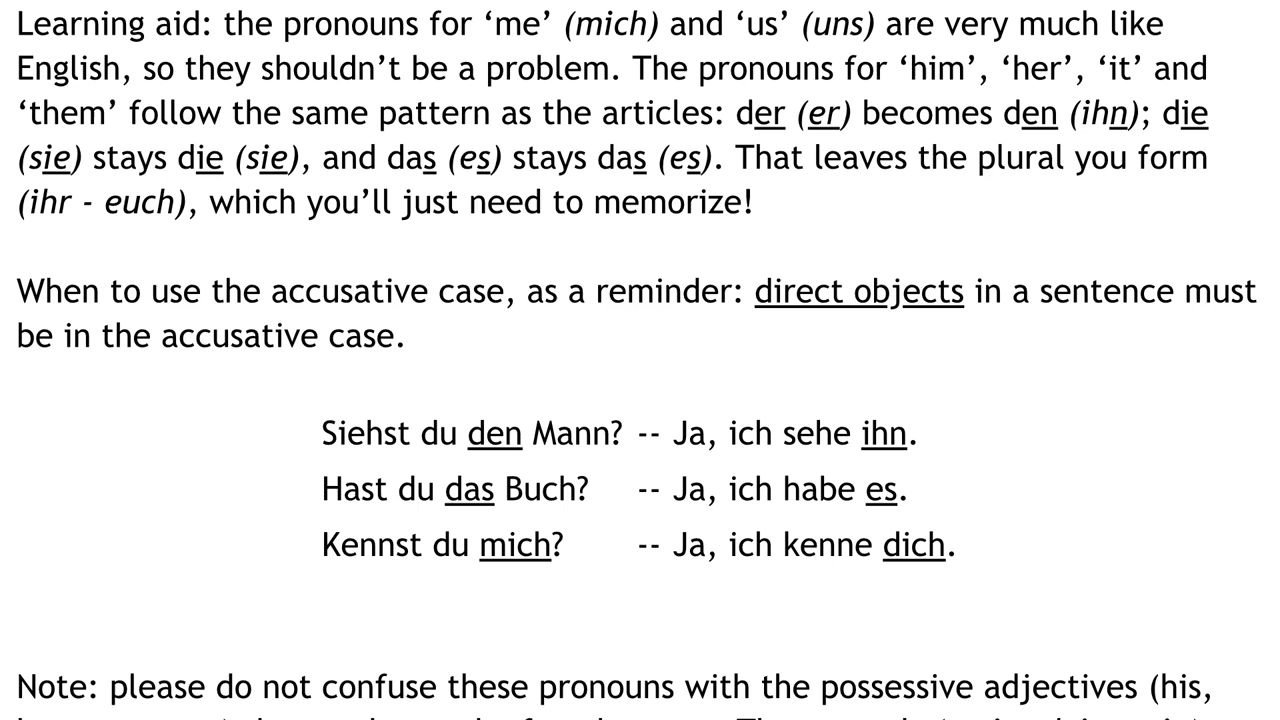 Learning aid: the pronouns for ‘me’ (mich) and ‘us’ (uns) are very much like
English, so they shouldn’t be a problem. The pronouns for ‘him’, ‘her’, ‘it’ and
‘them’ follow the same pattern as the articles: der (er) becomes den (ihn); die
(sie) stays die (sie), and das (es) stays das (es). That leaves the plural you form
(ihr - euch), which you’ll just need to memorize!
When to use the accusative case, as a reminder: direct objects in a sentence must
be in the accusative case.
Siehst du den Mann? -- Ja, ich sehe ihn.
Hast du das Buch? -- Ja, ich habe es.
Kennst du mich? -- Ja, ich kenne dich.
Note: please do not confuse these pronouns with the possessive adjectives (his,